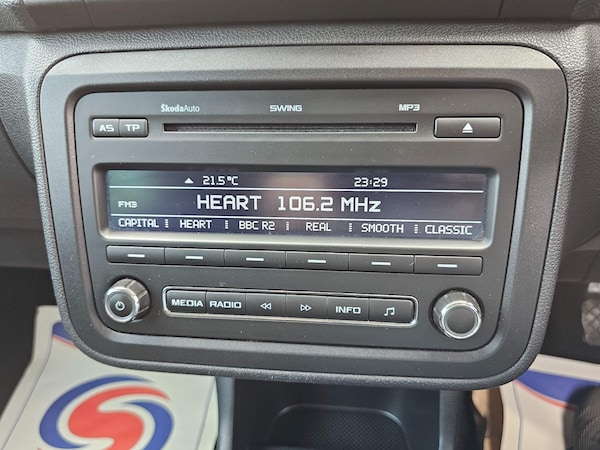 ŠkodaAuto SWING MP3
AS TP
21.5°C 23:29
FM3 HEART 106.2 MHz
CAPITAL HEART BBC R2 REAL SMOOTH CLASSIC
MEDIA RADIO INFO